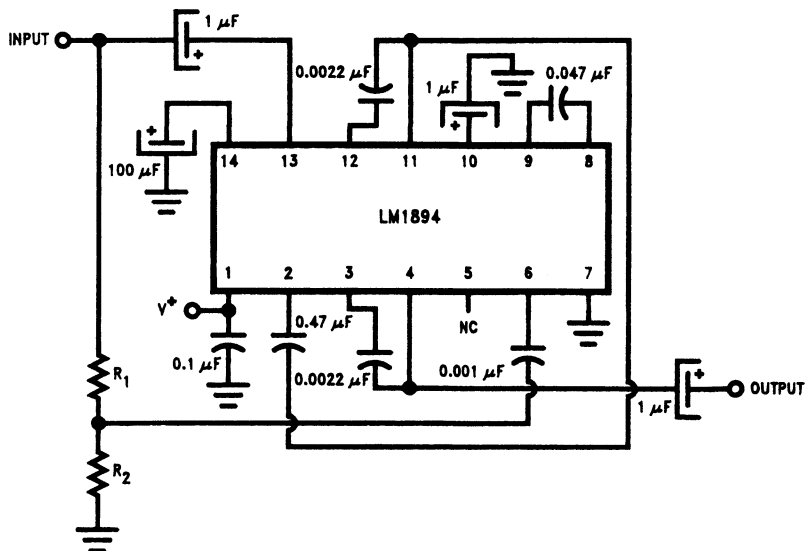 1 μF
INPUT
+
0.0022 μF
1 μF
0.047 μF
+
+
100 μF
14 13 12 11 10 9 8
LM1894
1 2 3 4 5 6 7
V+
0.47 μF
NC
0.1 μF
0.0022 μF
0.001 μF
R1
+
OUTPUT
1 μF
R2